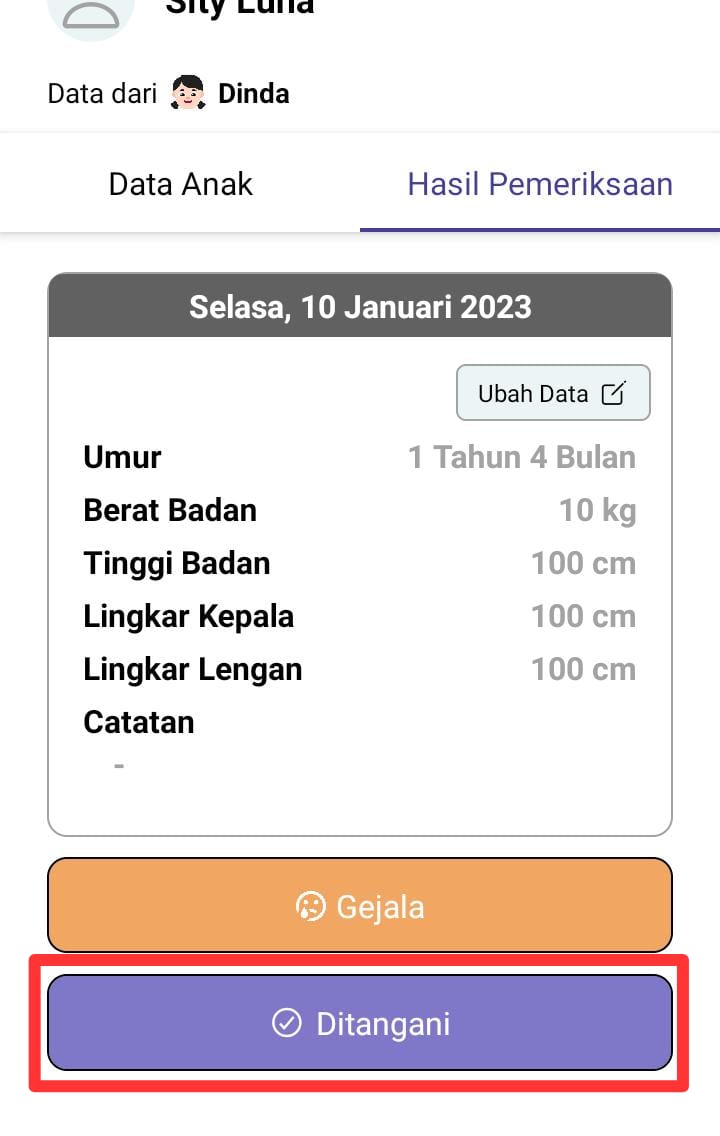 Sity Luna
Data dari Dinda
Data Anak
Hasil Pemeriksaan
Selasa, 10 Januari 2023
Ubah Data
Umur 1 Tahun 4 Bulan
Berat Badan 10 kg
Tinggi Badan 100 cm
Lingkar Kepala 100 cm
Lingkar Lengan 100 cm
Catatan
-
Gejala
Ditangani